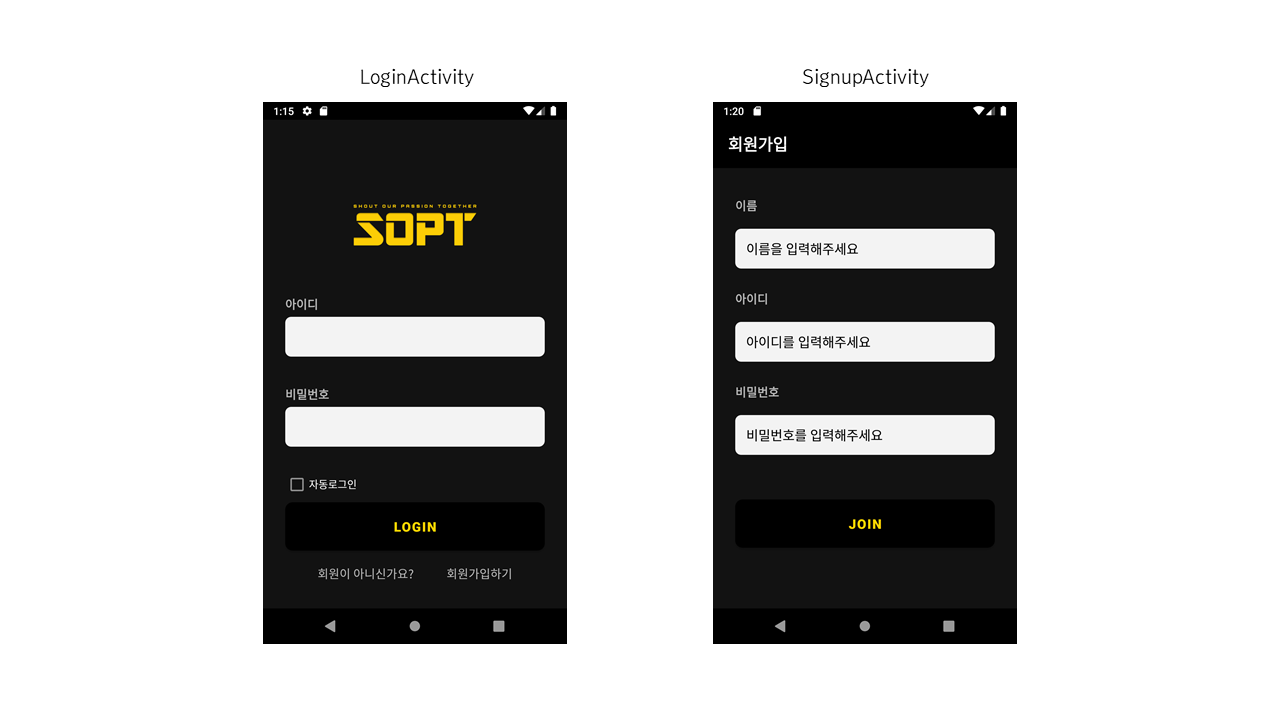 LoginActivity
1:15
SHOUT OUR PASSION TOGETHER
SOPT
아이디
비밀번호
자동로그인
LOGIN
회원이 아니신가요? 회원가입하기
SignupActivity
1:20
회원가입
이름
이름을 입력해주세요
아이디
아이디를 입력해주세요
비밀번호
비밀번호를 입력해주세요
JOIN